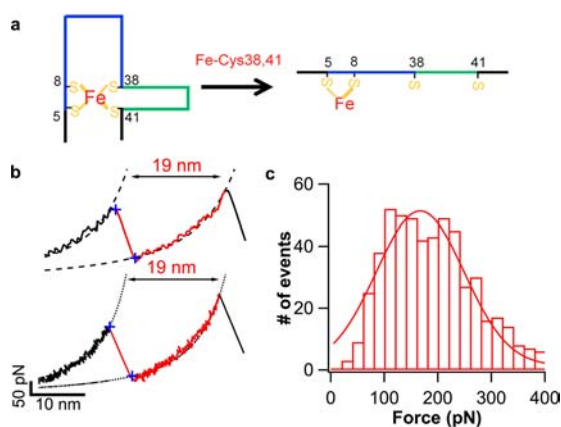 a
8
5
38
41
S
S
S
S
Fe
Fe-Cys38,41
5
8
38
41
S
S
S
S
Fe
b
19 nm
19 nm
50 pN
10 nm
c
60
40
20
0
# of events
0
100
200
300
400
Force (pN)